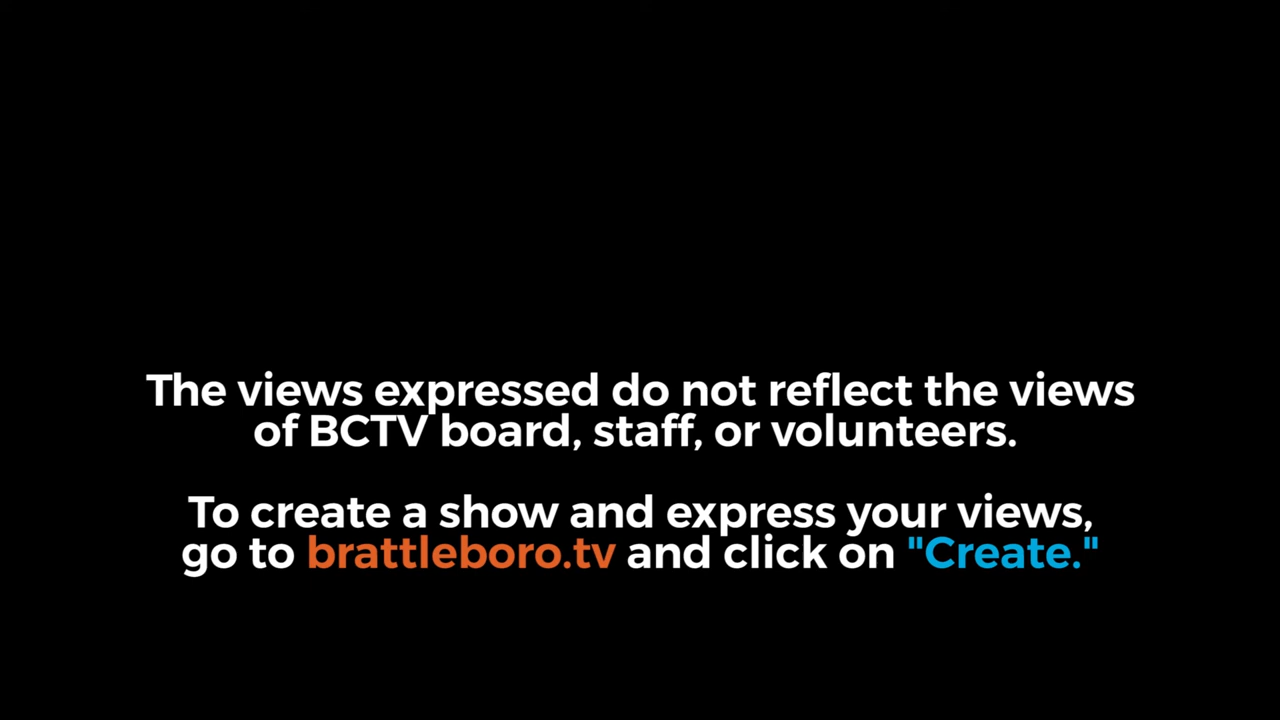 The views expressed do not reflect the views
of BCTV board, staff, or volunteers.
To create a show and express your views,
go to brattleboro.tv and click on "Create."